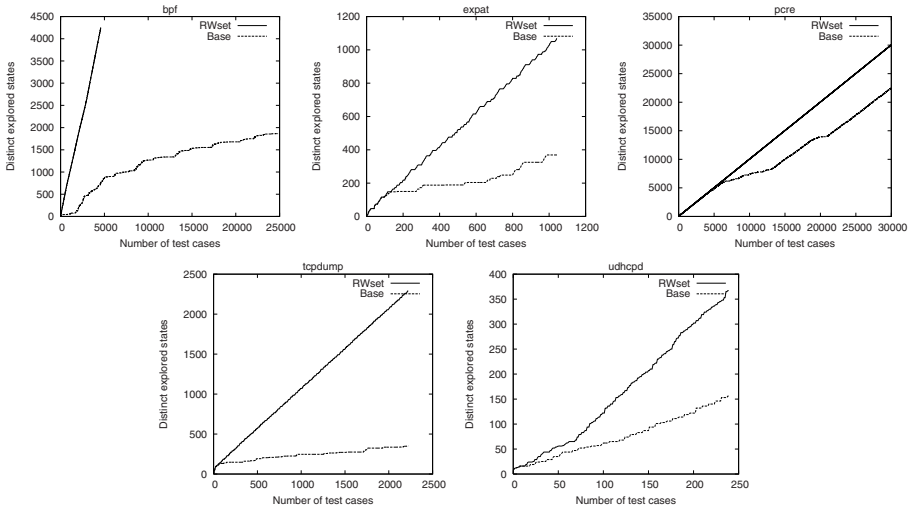 bpf
RWset
Base
Distinct explored states
4500
4000
3500
3000
2500
2000
1500
1000
500
0
0 5000 10000 15000 20000 25000
Number of test cases
expat
RWset
Base
Distinct explored states
1200
1000
800
600
400
200
0
0 200 400 600 800 1000 1200
Number of test cases
pcre
RWset
Base
Distinct explored states
35000
30000
25000
20000
15000
10000
5000
0
0 5000 10000 15000 20000 25000 30000
Number of test cases
tcpdump
RWset
Base
Distinct explored states
2500
2000
1500
1000
500
0
0 500 1000 1500 2000 2500
Number of test cases
udhcpd
RWset
Base
Distinct explored states
400
350
300
250
200
150
100
50
0
0 50 100 150 200 250
Number of test cases